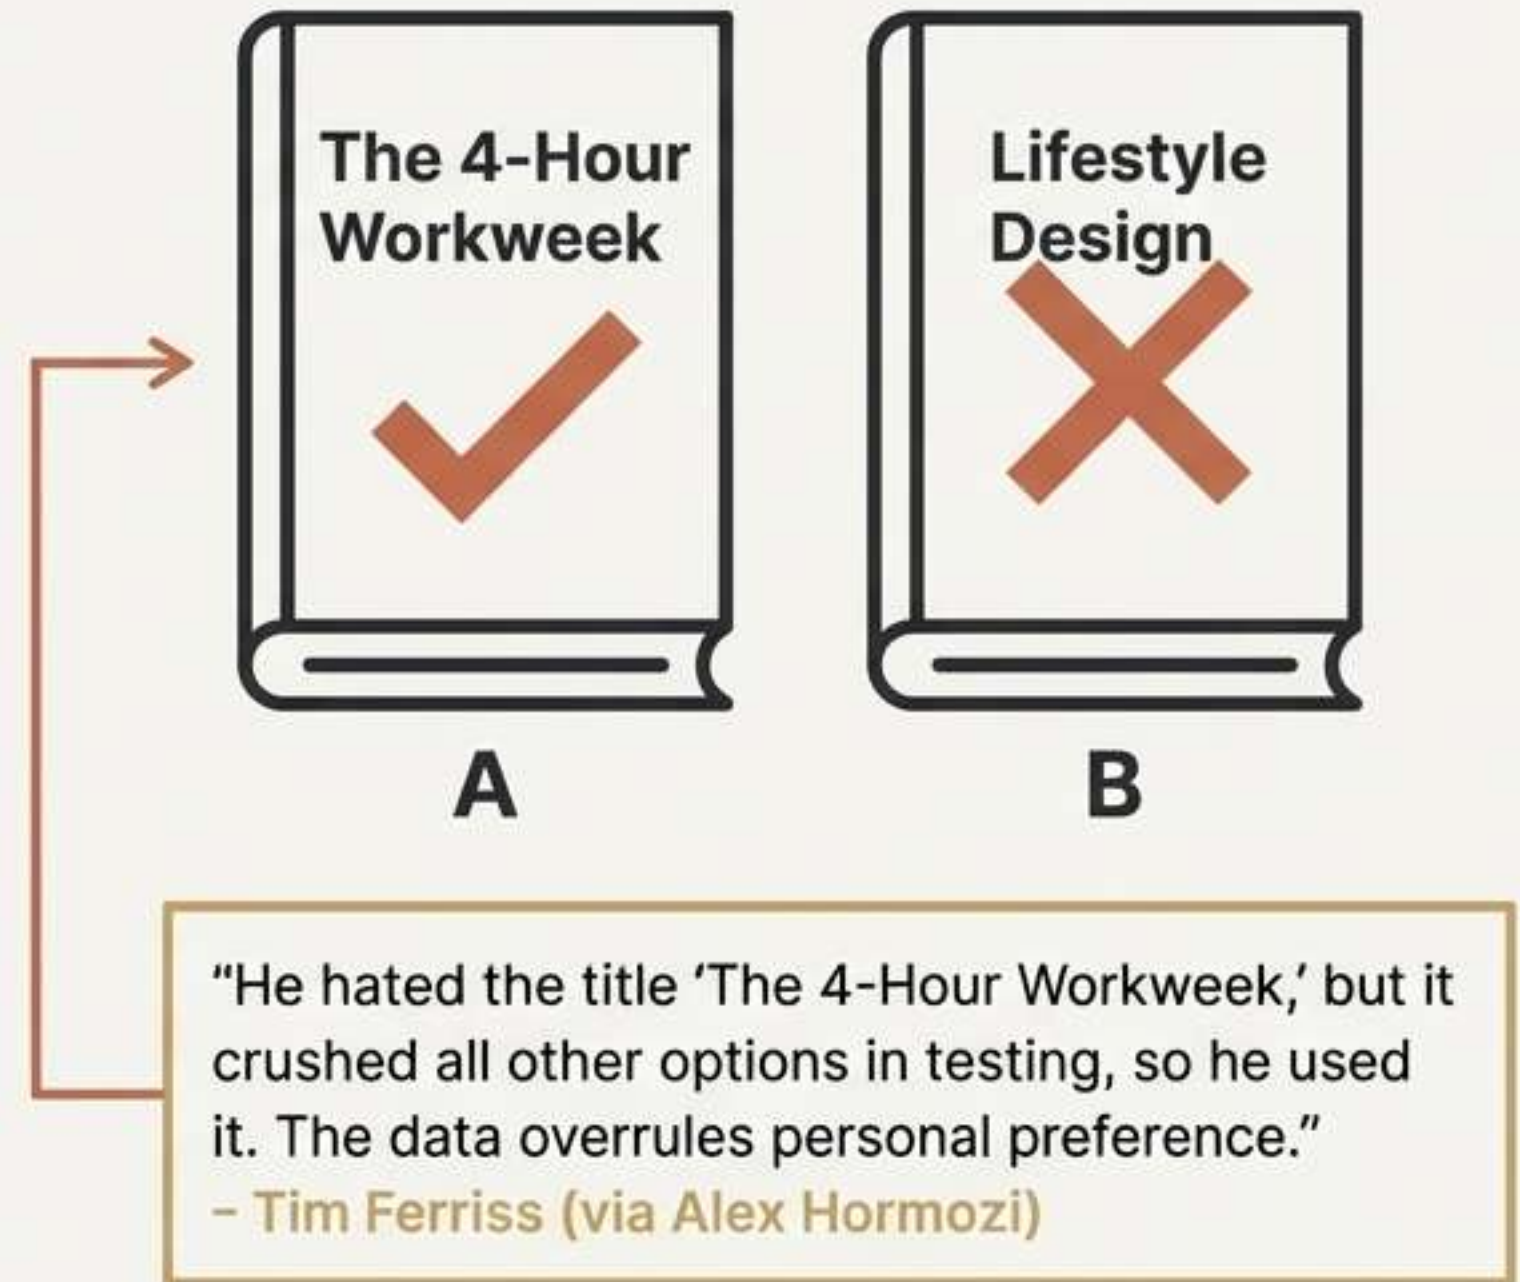 The 4-Hour
Workweek
Lifestyle
Design
A
B
“He hated the title ‘The 4-Hour Workweek,’ but it
crushed all other options in testing, so he used
it. The data overrules personal preference.”
– Tim Ferriss (via Alex Hormozi)